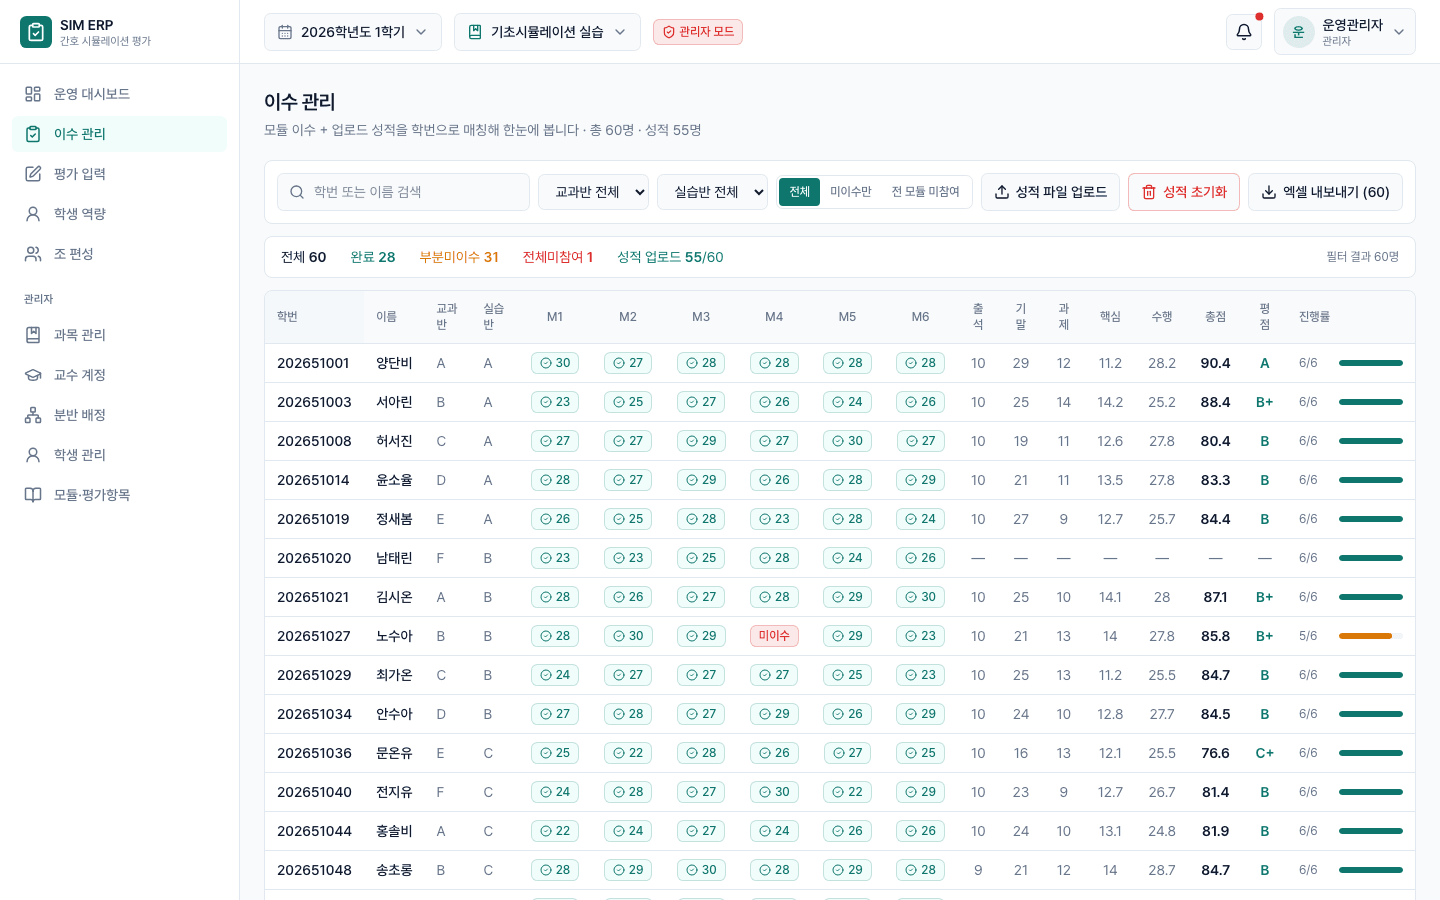 SIM ERP
간호 시뮬레이션 평가
2026학년도 1학기
기초시뮬레이션 실습
관리자 모드
운
운영관리자
관리자
운영 대시보드
이수 관리
평가 입력
학생 역량
조 편성
관리자
과목 관리
교수 계정
분반 배정
학생 관리
모듈·평가항목
이수 관리
모듈 이수 + 업로드 성적을 학번으로 매칭해 한눈에 봅니다 · 총 60명 · 성적 55명
학번 또는 이름 검색
교과반 전체
실습반 전체
전체 미이수만 전 모듈 미참여
성적 파일 업로드
성적 초기화
엑셀 내보내기 (60)
전체 60 완료 28 부분미이수 31 전체미참여 1 성적 업로드 55/60
필터 결과 60명
학번 이름 교과반 실습반 M1 M2 M3 M4 M5 M6 출석 기말 과제 핵심 수행 총점 평점 진행률
202651001 양단비 A A 30 27 28 28 28 28 10 29 12 11.2 28.2 90.4 A 6/6
202651003 서아린 B A 23 25 27 26 24 26 10 25 14 14.2 25.2 88.4 B+ 6/6
202651008 허서진 C A 27 27 29 27 30 27 10 19 11 12.6 27.8 80.4 B 6/6
202651014 윤소율 D A 28 27 29 26 28 29 10 21 11 13.5 27.8 83.3 B 6/6
202651019 정새봄 E A 26 25 28 23 28 24 10 27 9 12.7 25.7 84.4 B 6/6
202651020 남태린 F B 23 23 25 28 24 26 — — — — — — — 6/6
202651021 김시온 A B 28 26 27 28 29 30 10 25 10 14.1 28 87.1 B+ 6/6
202651027 노수아 B B 28 30 29 미이수 29 23 10 21 13 14 27.8 85.8 B+ 5/6
202651029 최가온 C B 24 27 27 27 25 23 10 25 13 11.2 25.5 84.7 B 6/6
202651034 안수아 D B 27 28 27 29 26 29 10 24 10 12.8 27.7 84.5 B 6/6
202651036 문온유 E C 25 22 28 26 27 25 10 16 13 12.1 25.5 76.6 C+ 6/6
202651040 전지유 F C 24 28 27 30 22 29 10 23 9 12.7 26.7 81.4 B 6/6
202651044 홍솔비 A C 22 24 27 24 26 26 10 24 10 13.1 24.8 81.9 B 6/6
202651048 송초롱 B C 28 29 30 28 29 28 9 21 12 14 28.7 84.7 B 6/6